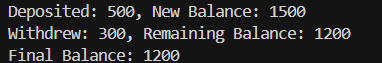 Deposited: 500, New Balance: 1500
Withdrew: 300, Remaining Balance: 1200
Final Balance: 1200